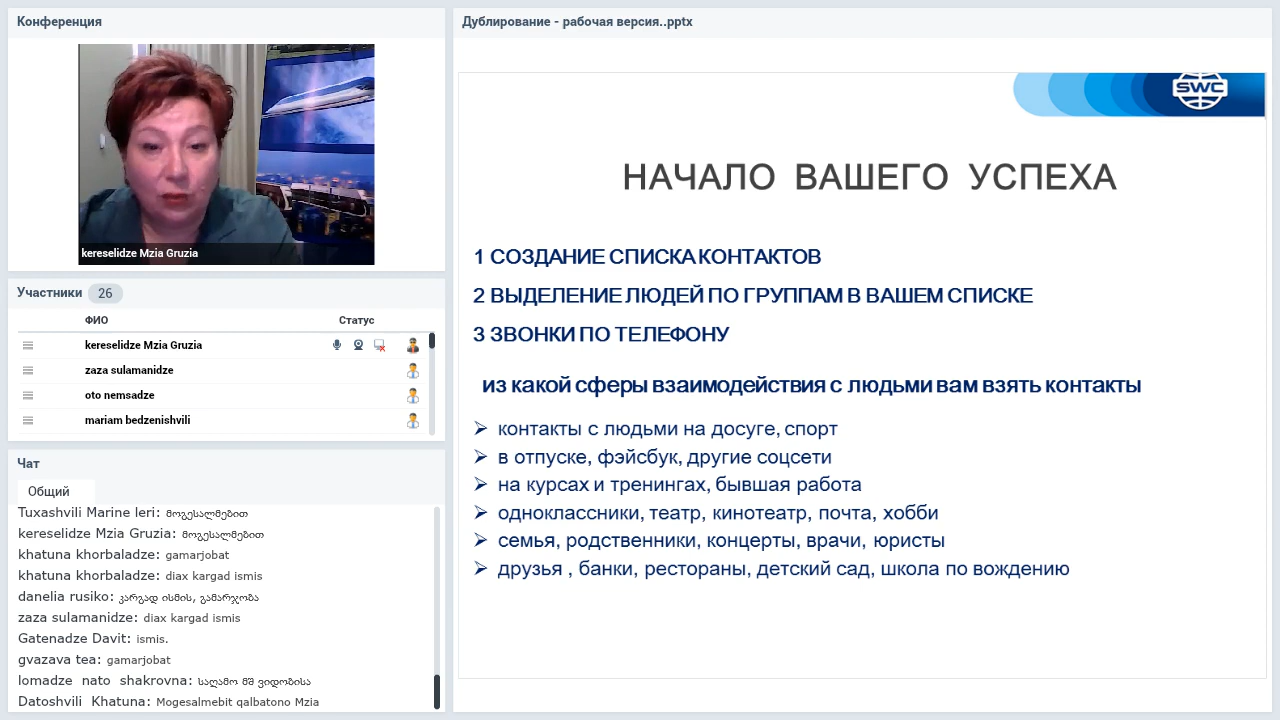 Конференция
kereselidze Mzia Gruzia
Участники 26
ФИО Статус
kereselidze Mzia Gruzia
zaza sulamanidze
oto nemsadze
mariam bedzenishvili
Чат
Общий
Tuxashvili Marine leri: მოგესალმებით
kereselidze Mzia Gruzia: მოგესალმებით
khatuna khorbaladze: gamarjobat
khatuna khorbaladze: diax kargad ismis
danelia rusiko: კარგად ისმის, გამარჯობა
zaza sulamanidze: diax kargad ismis
Gatenadze Davit: ismis.
gvazava tea: gamarjobat
lomadze nato shakrovna: საღამო მშ ვიდობისა
Datoshvili Khatuna: Mogesalmebit qalbatono Mzia
Дублирование - рабочая версия..pptx
SWC
НАЧАЛО ВАШЕГО УСПЕХА
1 СОЗДАНИЕ СПИСКА КОНТАКТОВ
2 ВЫДЕЛЕНИЕ ЛЮДЕЙ ПО ГРУППАМ В ВАШЕМ СПИСКЕ
3 ЗВОНКИ ПО ТЕЛЕФОНУ
из какой сферы взаимодействия с людьми вам взять контакты
контакты с людьми на досуге, спорт
в отпуске, фэйсбук, другие соцсети
на курсах и тренингах, бывшая работа
одноклассники, театр, кинотеатр, почта, хобби
семья, родственники, концерты, врачи, юристы
друзья , банки, рестораны, детский сад, школа по вождению